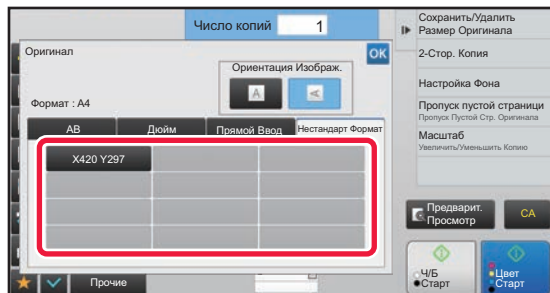 Число копий
1
Оригинал
OK
Ориентация Изображ.
A
A
Формат : A4
AB
Дюйм
Прямой Ввод
Нестандарт Формат
X420 Y297
Прочие
Сохранить/Удалить
Размер Оригинала
2-Стор. Копия
Настройка Фона
Пропуск пустой страници
Пропуск Пустой Стр. Оригинала
Масштаб
Увеличить/Уменьшить Копию
Предварит.
Просмотр
CA
Ч/Б
Старт
Цвет
Старт